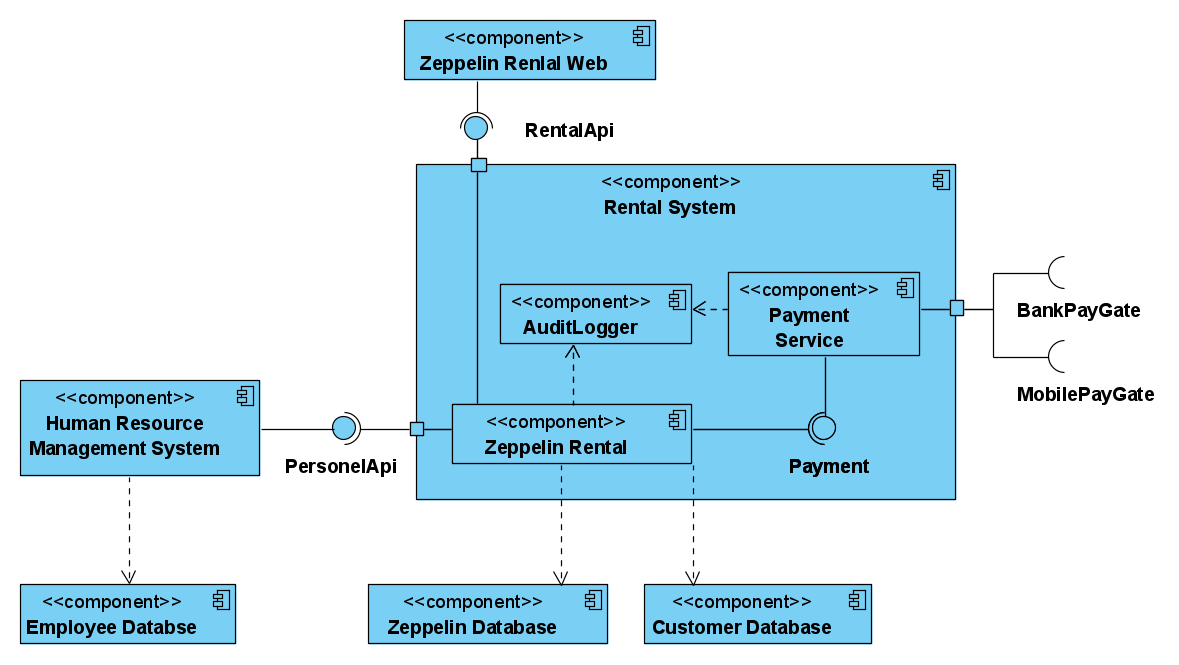 <<component>>
Zeppelin Renlal Web
RentalApi
<<component>>
Rental System
<<component>>
AuditLogger
<<component>>
Payment
Service
BankPayGate
MobilePayGate
<<component>>
Human Resource
Management System
PersonelApi
<<component>>
Zeppelin Rental
Payment
<<component>>
Employee Databse
<<component>>
Zeppelin Database
<<component>>
Customer Database